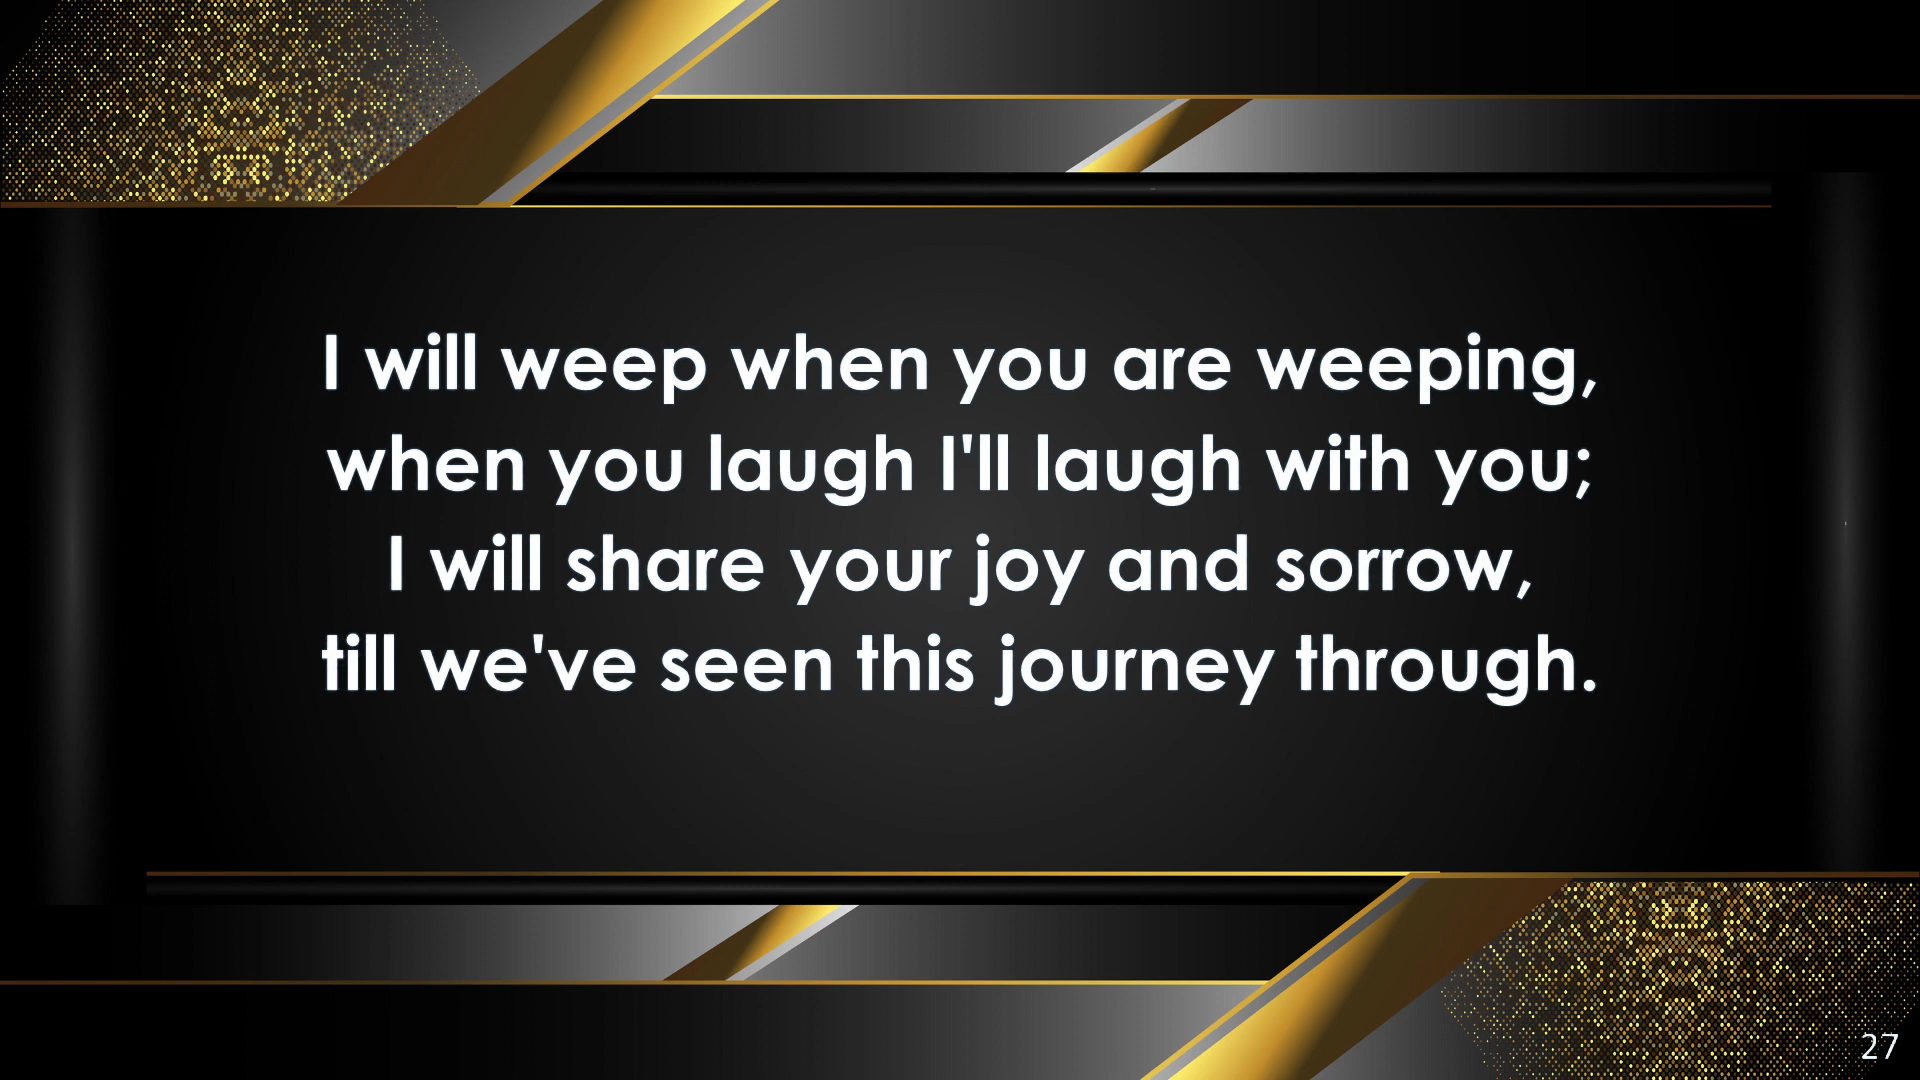 I will weep when you are weeping,
when you laugh I'll laugh with you;
I will share your joy and sorrow,
till we've seen this journey through.
27